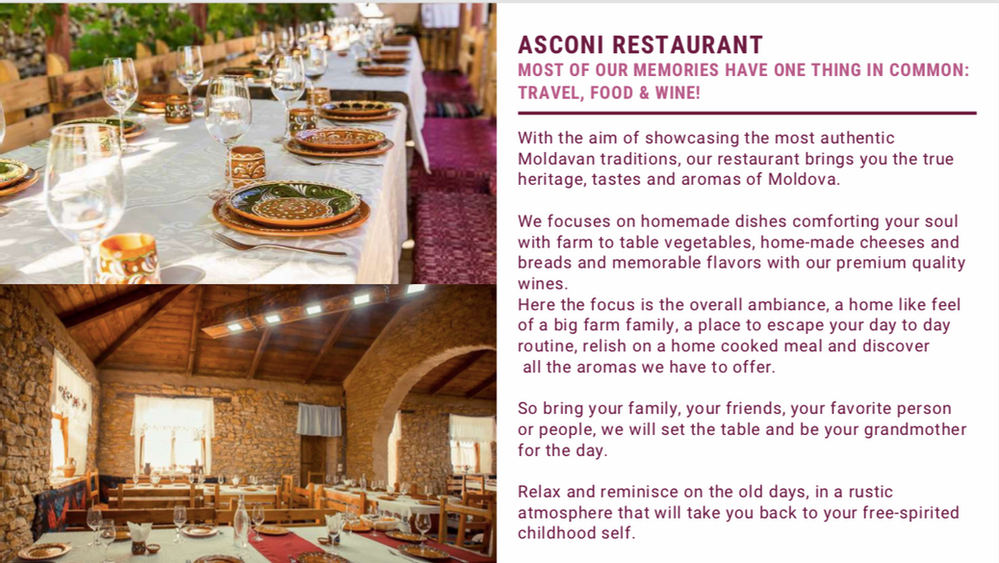 ASCONI RESTAURANT
MOST OF OUR MEMORIES HAVE ONE THING IN COMMON:
TRAVEL, FOOD & WINE!
With the aim of showcasing the most authentic
Moldavan traditions, our restaurant brings you the true
heritage, tastes and aromas of Moldova.
We focuses on homemade dishes comforting your soul
with farm to table vegetables, home-made cheeses and
breads and memorable flavors with our premium quality
wines.
Here the focus is the overall ambiance, a home like feel
of a big farm family, a place to escape your day to day
routine, relish on a home cooked meal and discover
all the aromas we have to offer.
So bring your family, your friends, your favorite person
or people, we will set the table and be your grandmother
for the day.
Relax and reminisce on the old days, in a rustic
atmosphere that will take you back to your free-spirited
childhood self.